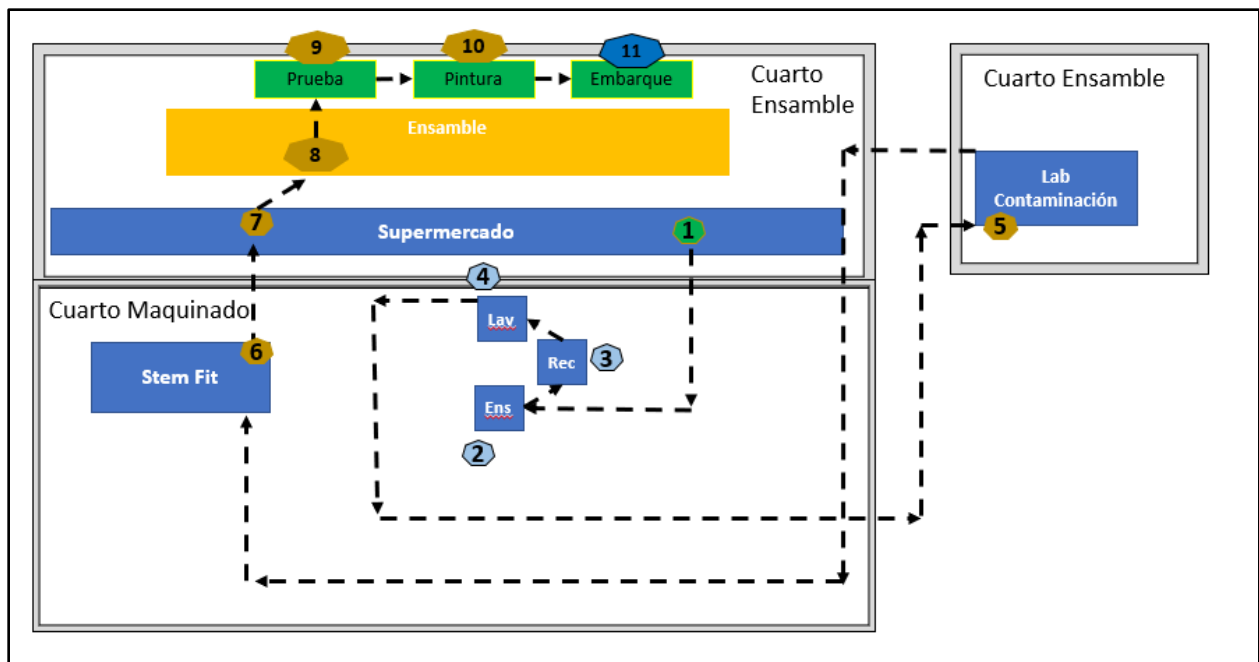 9
10
11
Prueba
Pintura
Embarque
Cuarto
Ensamble
Cuarto Ensamble
Ensamble
8
Lab
Contaminación
5
7
Supermercado
1
4
Cuarto Maquinado
Lav
6
Rec
3
Stem Fit
Ens
2